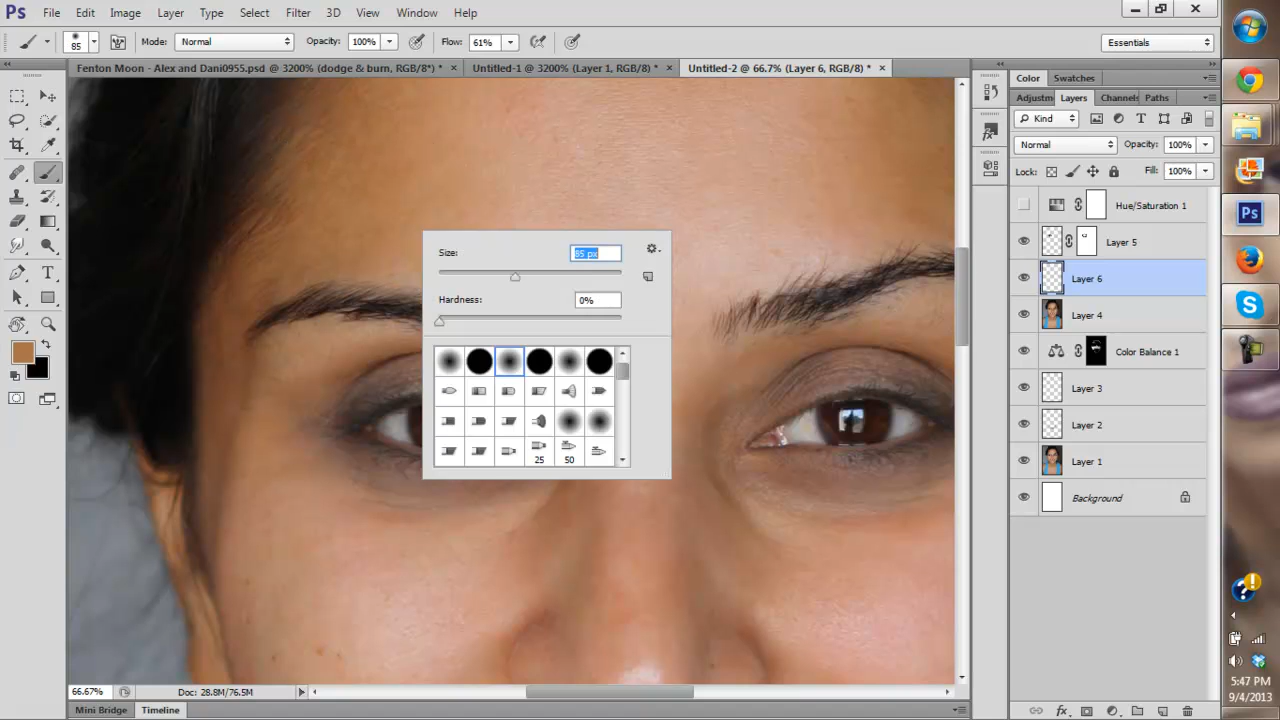 Ps File Edit Image Layer Type Select Filter 3D View Window Help
85 Mode: Normal Opacity: 100% Flow: 61% Essentials
Fenton Moon - Alex and Dani0955.psd @ 3200% (dodge & burn, RGB/8*) * × Untitled-1 @ 3200% (Layer 1, RGB/8) * × Untitled-2 @ 66.7% (Layer 6, RGB/8) * ×
Color Swatches
Adjustm Layers Channels Paths
Kind
Normal Opacity: 100%
Lock: Fill: 100%
Hue/Saturation 1
Layer 5
Layer 6
Layer 4
Color Balance 1
Layer 3
Layer 2
Layer 1
Background
Size: 85 px
Hardness: 0%
25 50
66.67% Doc: 28.8M/76.5M
Mini Bridge Timeline
Ps
5:47 PM
9/4/2013